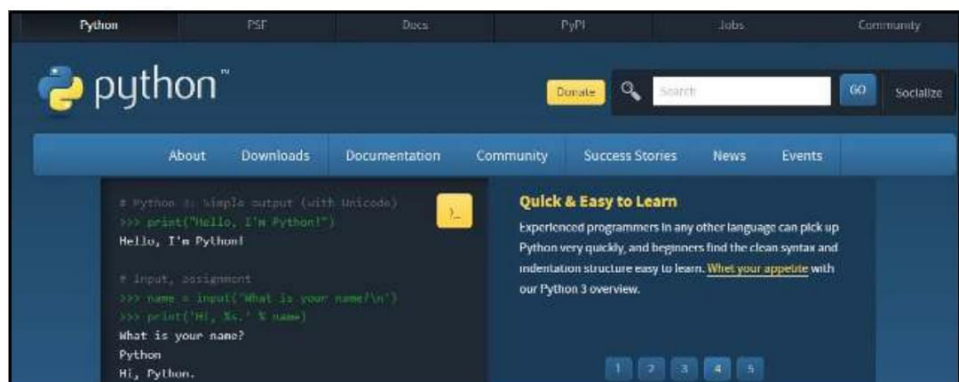 Python PSF Docs PyPI Jobs Community
python™
Donate Search GO Socialize
About Downloads Documentation Community Success Stories News Events
# Python 3: Simple output (with Unicode)
>>> print("Hello, I'm Python!")
Hello, I'm Python!
# Input, assignment
>>> name = input('What is your name?\n')
>>> print('Hi, %s.' % name)
What is your name?
Python
Hi, Python.
>_
Quick & Easy to Learn
Experienced programmers in any other language can pick up
Python very quickly, and beginners find the clean syntax and
indentation structure easy to learn. Whet your appetite with
our Python 3 overview.
1 2 3 4 5